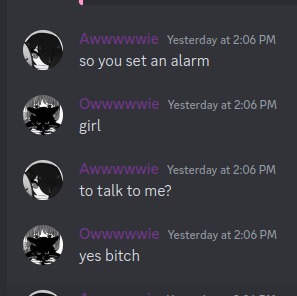 Awwwwwie Yesterday at 2:06 PM
so you set an alarm
Owwwwwie Yesterday at 2:06 PM
girl
Awwwwwie Yesterday at 2:06 PM
to talk to me?
Owwwwwie Yesterday at 2:06 PM
yes bitch